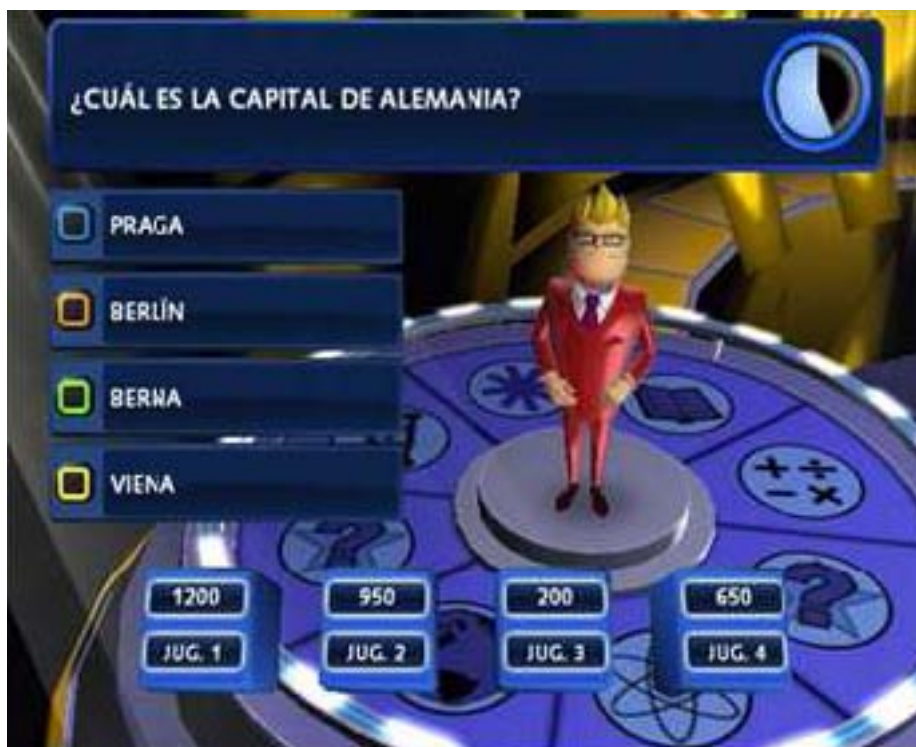 ¿CUÁL ES LA CAPITAL DE ALEMANIA?
PRAGA
BERLÍN
BERNA
VIENA
1200 950 200 650
JUG. 1 JUG. 2 JUG. 3 JUG. 4